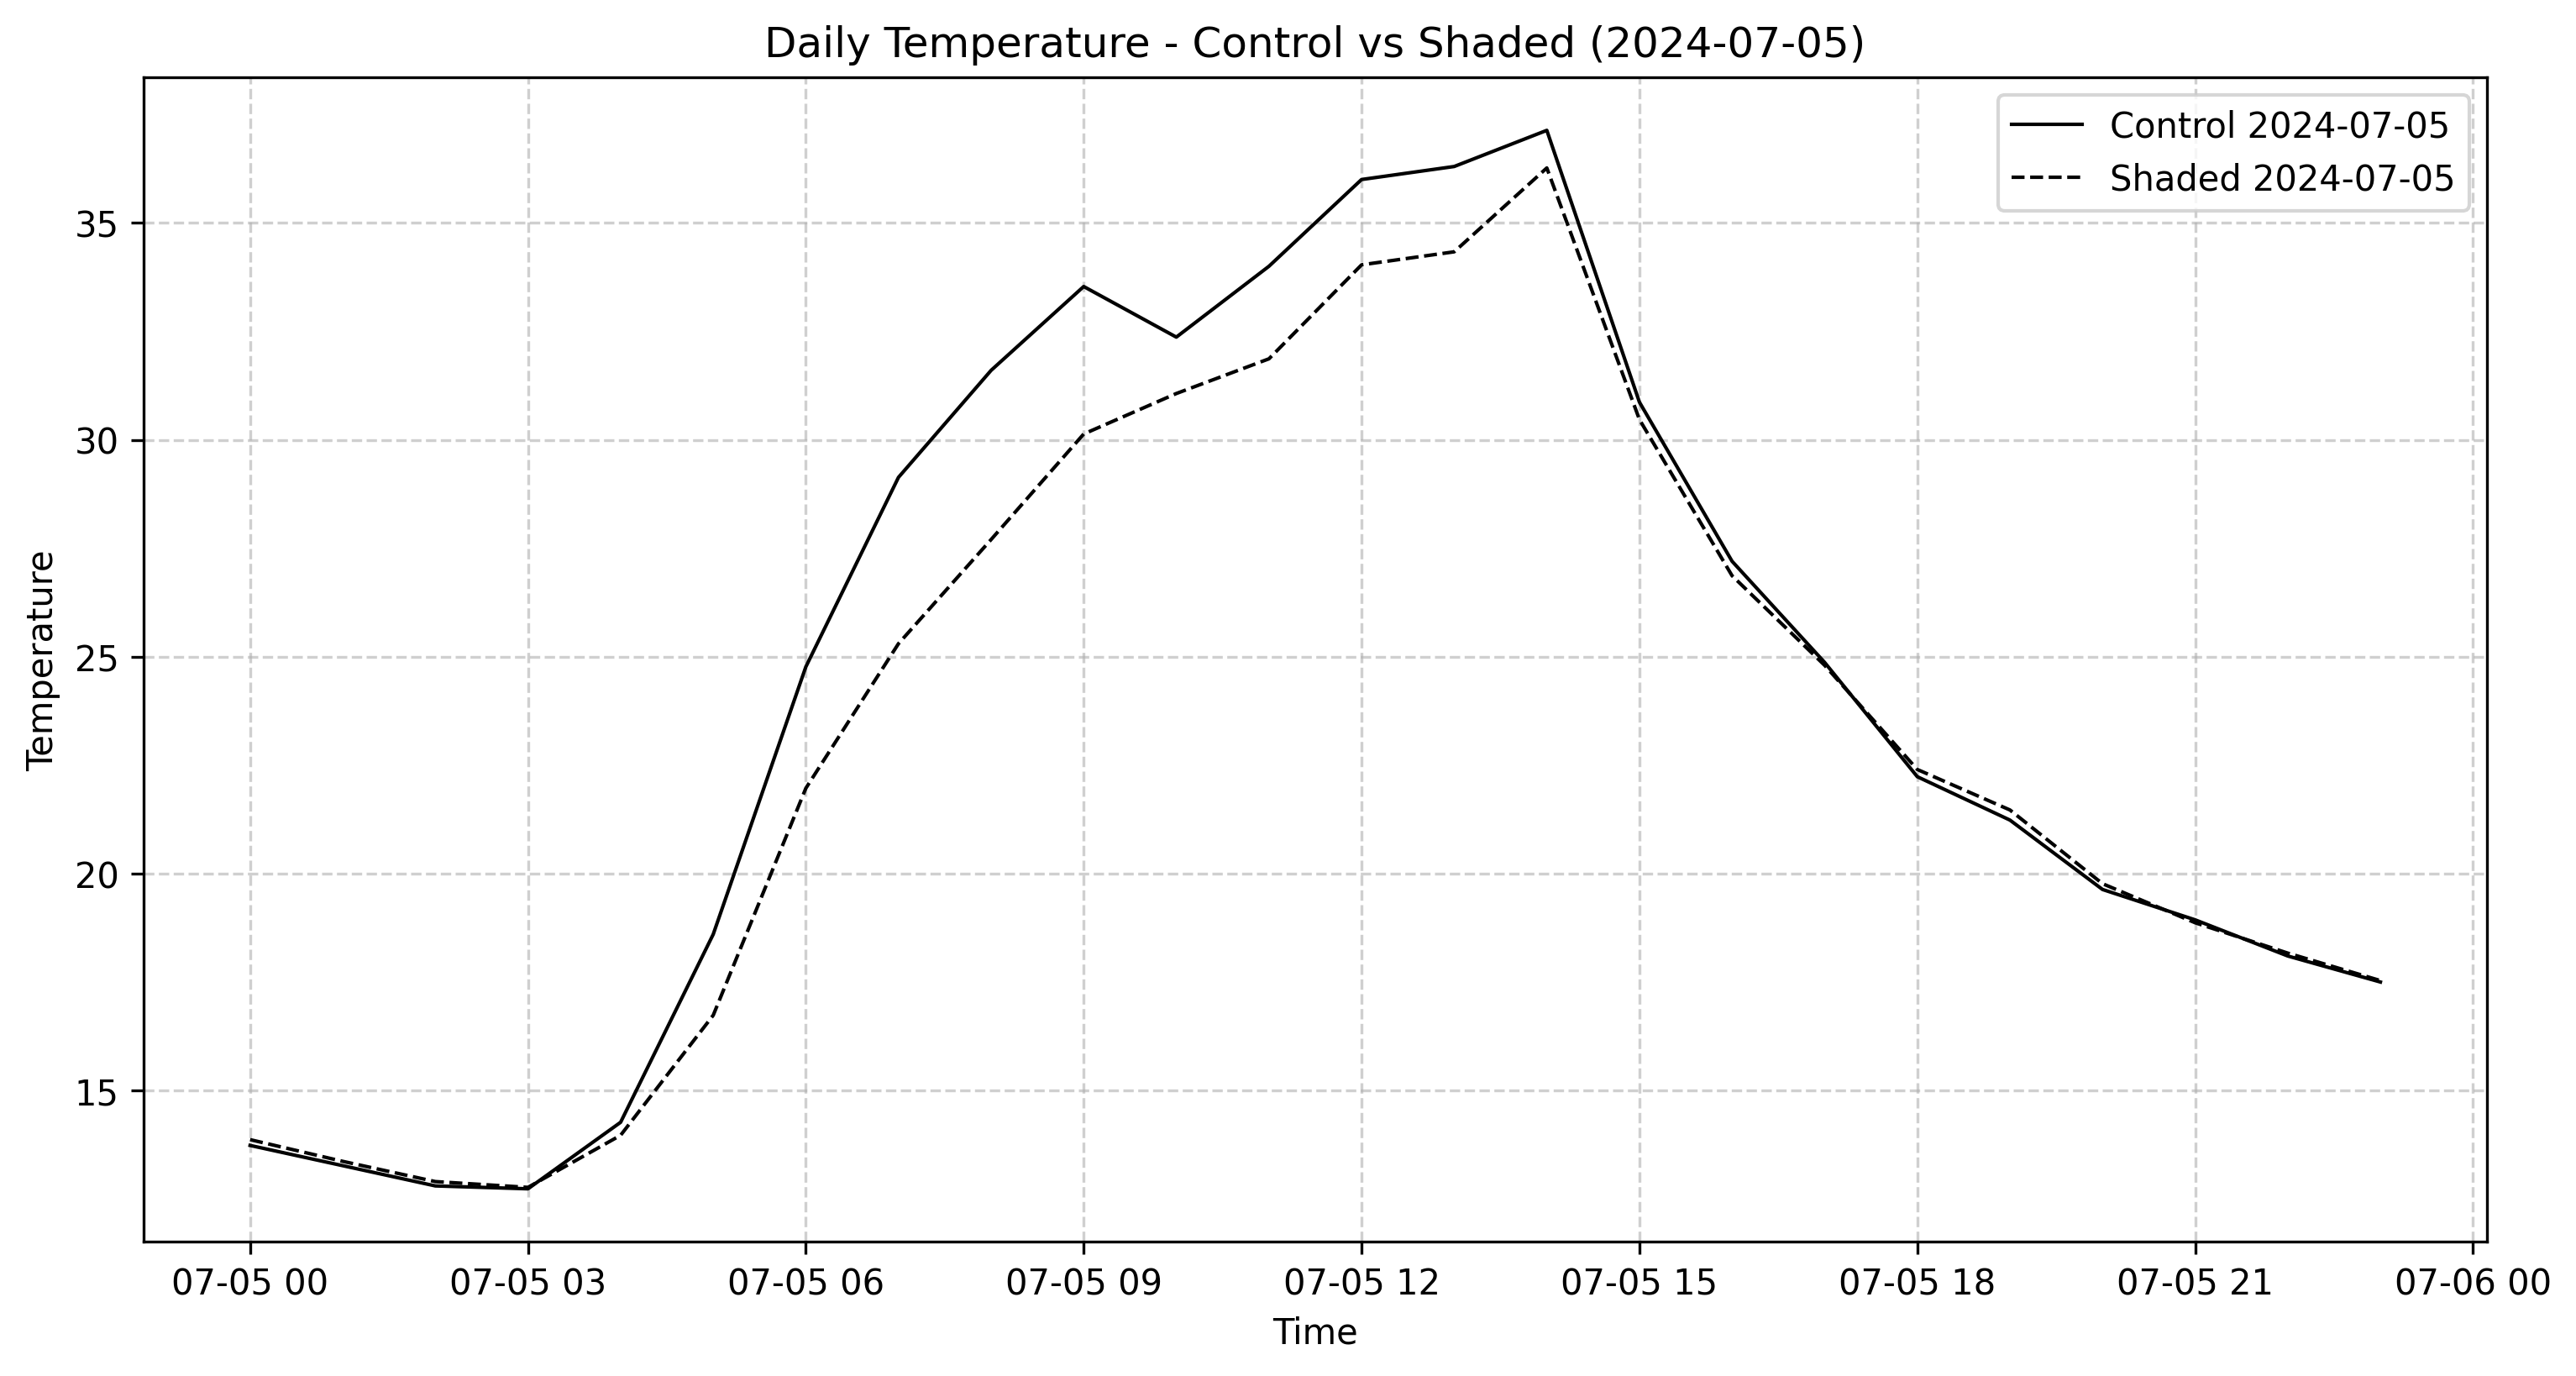 Daily Temperature - Control vs Shaded (2024-07-05)
Control 2024-07-05
Shaded 2024-07-05
35
30
25
20
15
Temperature
07-05 00
07-05 03
07-05 06
07-05 09
07-05 12
07-05 15
07-05 18
07-05 21
07-06 00
Time